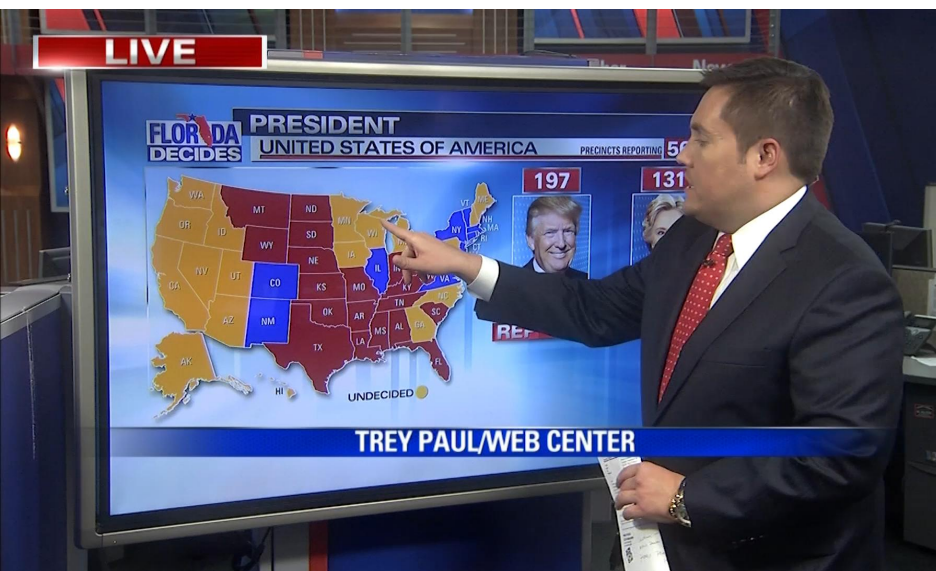 LIVE
FLORIDA
DECIDES
PRESIDENT
UNITED STATES OF AMERICA
PRECINCTS REPORTING
197
131
WA
MT
ND
MN
VT
ME
OR
ID
SD
WI
NY
NH
MA
RI
CT
WY
IA
NE
NV
UT
CO
IL
KS
MO
KY
VA
CA
AZ
NM
OK
AR
TN
NC
SC
MS
AL
GA
TX
LA
FL
AK
HI
UNDECIDED
TREY PAUL/WEB CENTER